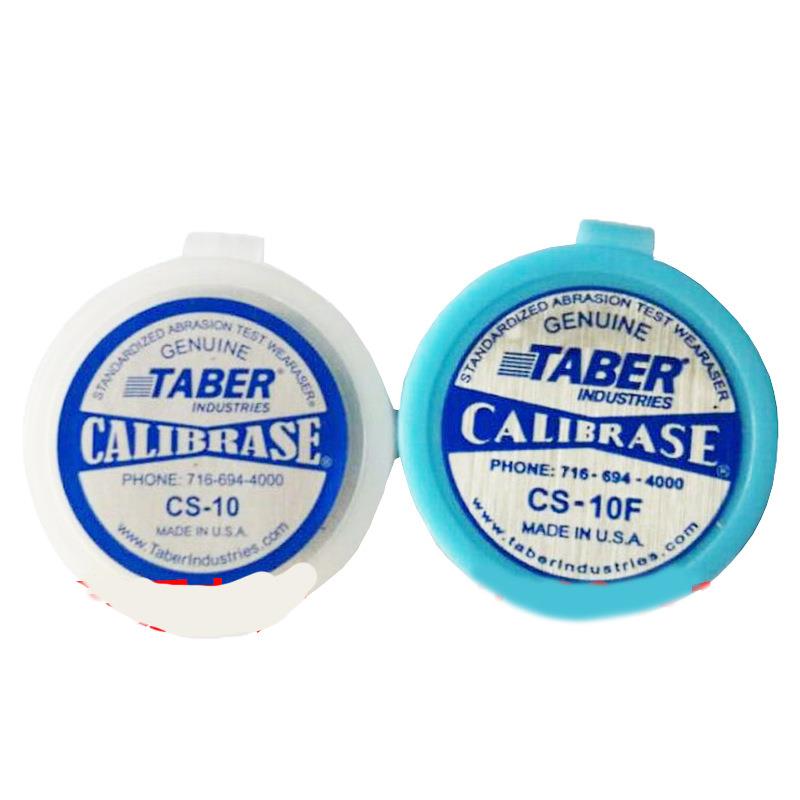 STANDARDIZED ABRASION TEST WEARASER®
GENUINE
TABER®
INDUSTRIES
CALIBRASE®
PHONE: 716-694-4000
CS-10
MADE IN U.S.A.
www.TaberIndustries.com
STANDARDIZED ABRASION TEST WEARASER
GENUINE
TABER®
INDUSTRIES
CALIBRASE®
PHONE: 716-694-4000
CS-10F
MADE IN U.S.A.
www.taberindustries.com